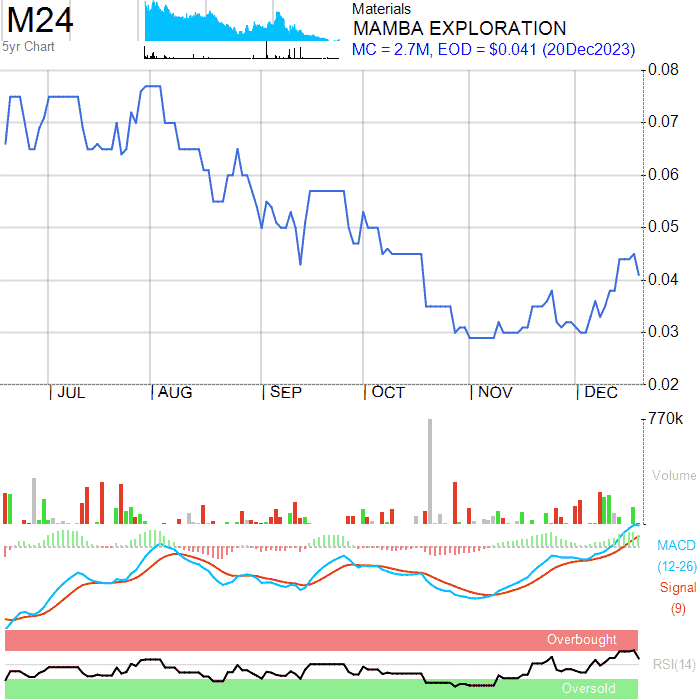 M24
5yr Chart
Materials
MAMBA EXPLORATION
MC = 2.7M, EOD = $0.041 (20Dec2023)
0.08
0.07
0.06
0.05
0.04
0.03
0.02
JUL AUG SEP OCT NOV DEC
770k
Volume
MACD
(12-26)
Signal
(9)
Overbought
RSI(14)
Oversold